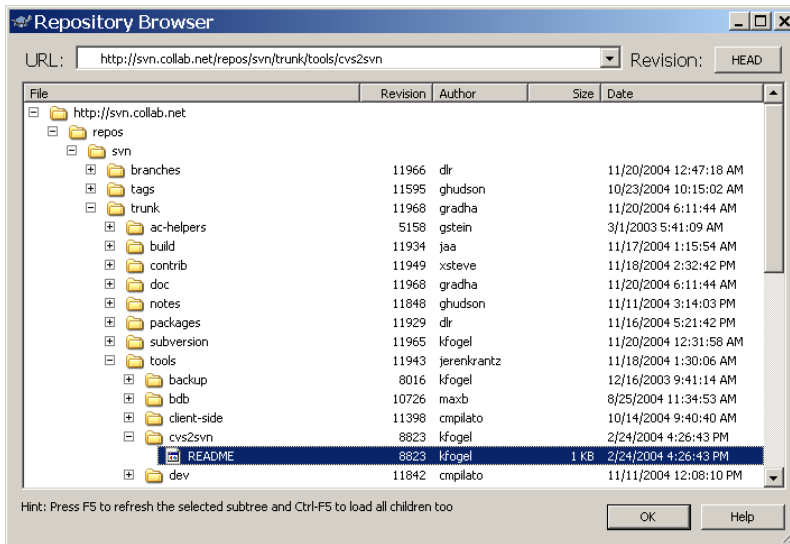 Repository Browser
URL: http://svn.collab.net/repos/svn/trunk/tools/cvs2svn Revision: HEAD
File Revision Author Size Date
http://svn.collab.net
repos
svn
branches 11966 dlr 11/20/2004 12:47:18 AM
tags 11595 ghudson 10/23/2004 10:15:02 AM
trunk 11968 gradha 11/20/2004 6:11:44 AM
ac-helpers 5158 gstein 3/1/2003 5:41:09 AM
build 11934 jaa 11/17/2004 1:15:54 AM
contrib 11949 xsteve 11/18/2004 2:32:42 PM
doc 11968 gradha 11/20/2004 6:11:44 AM
notes 11848 ghudson 11/11/2004 3:14:03 PM
packages 11929 dlr 11/16/2004 5:21:42 PM
subversion 11965 kfogel 11/20/2004 12:31:58 AM
tools 11943 jerenkrantz 11/18/2004 1:30:06 AM
backup 8016 kfogel 12/16/2003 9:41:14 AM
bdb 10726 maxb 8/25/2004 11:34:53 AM
client-side 11398 cmpilato 10/14/2004 9:40:40 AM
cvs2svn 8823 kfogel 2/24/2004 4:26:43 PM
README 8823 kfogel 1 KB 2/24/2004 4:26:43 PM
dev 11842 cmpilato 11/11/2004 12:08:10 PM
Hint: Press F5 to refresh the selected subtree and Ctrl-F5 to load all children too
OK Help